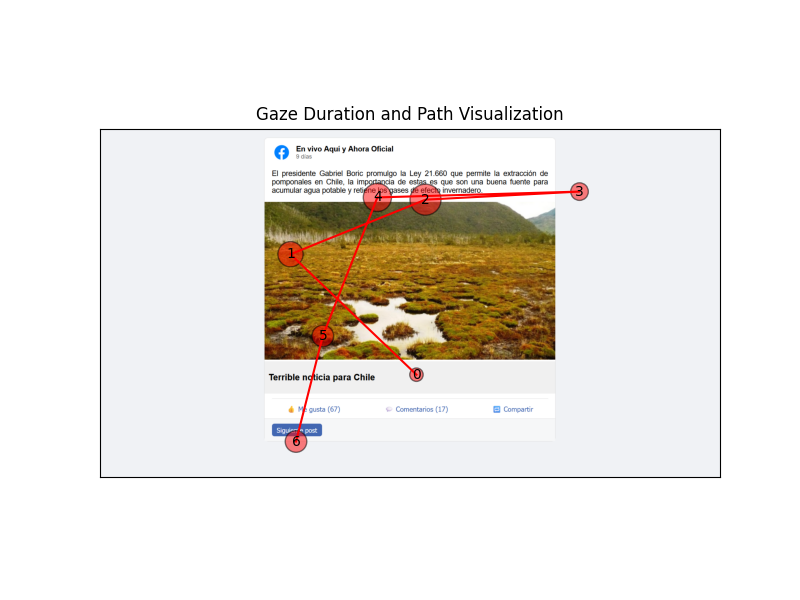 Gaze Duration and Path Visualization
En vivo Aqui y Ahora Oficial
9 días
El presidente Gabriel Boric promulgo la Ley 21.660 que permite la extracción de
pomponales en Chile, la importancia de estas es que son una buena fuente para
acumular agua potable y retiene los gases de efecto invernadero.
4
2
3
1
5
0
Terrible noticia para Chile
Me gusta (67)
Comentarios (17)
Compartir
Siguiente post
6